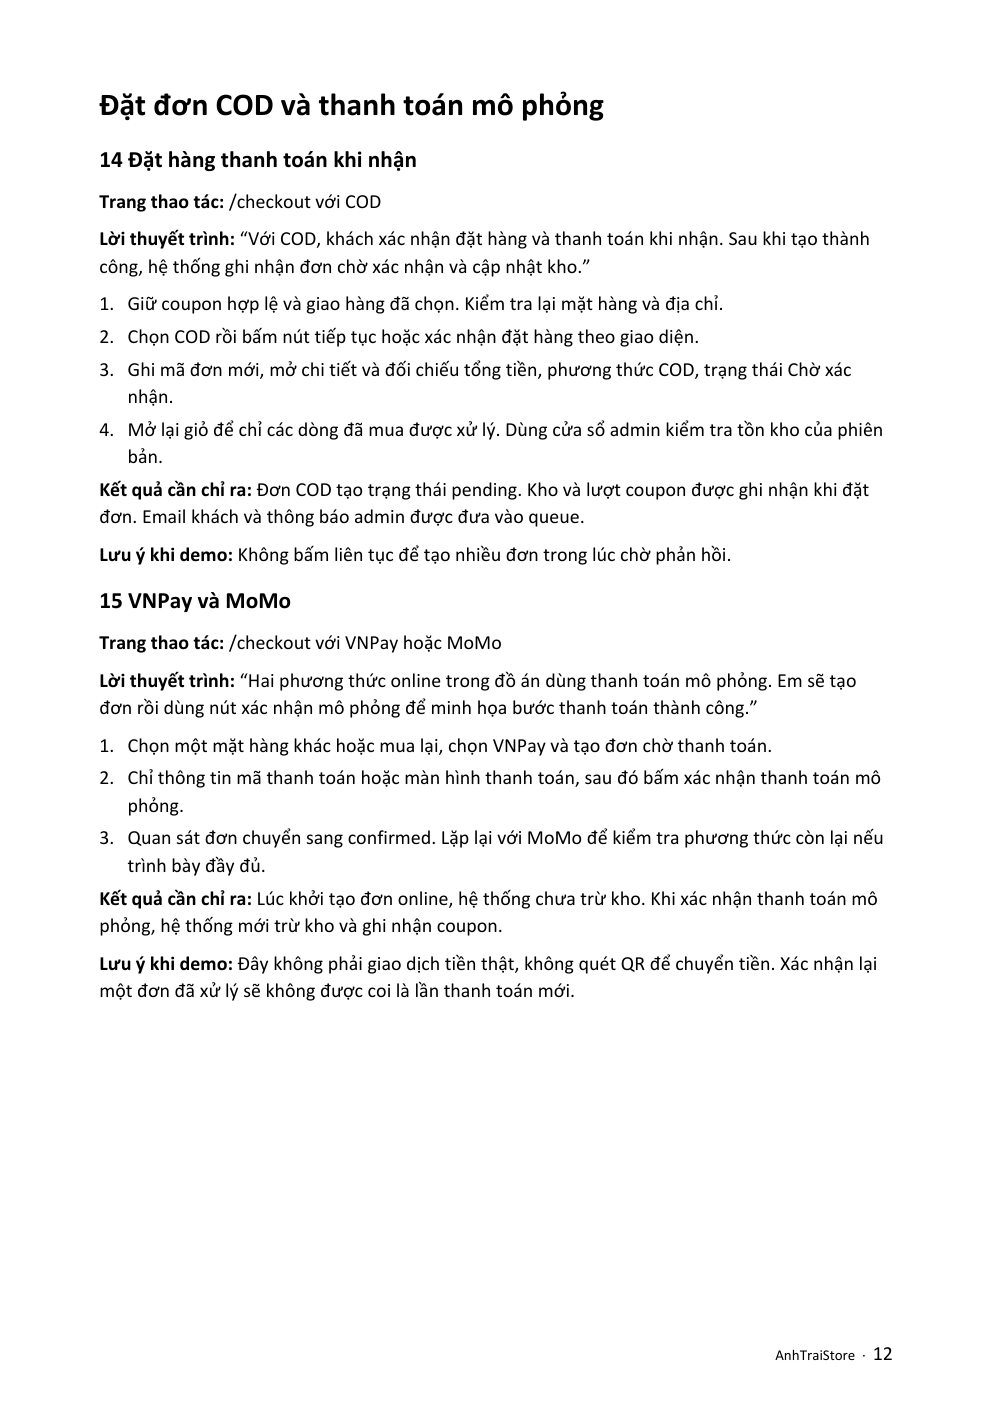 Đặt đơn COD và thanh toán mô phỏng
14 Đặt hàng thanh toán khi nhận
Trang thao tác: /checkout với COD
Lời thuyết trình: “Với COD, khách xác nhận đặt hàng và thanh toán khi nhận. Sau khi tạo thành
công, hệ thống ghi nhận đơn chờ xác nhận và cập nhật kho.”
1. Giữ coupon hợp lệ và giao hàng đã chọn. Kiểm tra lại mặt hàng và địa chỉ.
2. Chọn COD rồi bấm nút tiếp tục hoặc xác nhận đặt hàng theo giao diện.
3. Ghi mã đơn mới, mở chi tiết và đối chiếu tổng tiền, phương thức COD, trạng thái Chờ xác
nhận.
4. Mở lại giỏ để chỉ các dòng đã mua được xử lý. Dùng cửa sổ admin kiểm tra tồn kho của phiên
bản.
Kết quả cần chỉ ra: Đơn COD tạo trạng thái pending. Kho và lượt coupon được ghi nhận khi đặt
đơn. Email khách và thông báo admin được đưa vào queue.
Lưu ý khi demo: Không bấm liên tục để tạo nhiều đơn trong lúc chờ phản hồi.
15 VNPay và MoMo
Trang thao tác: /checkout với VNPay hoặc MoMo
Lời thuyết trình: “Hai phương thức online trong đồ án dùng thanh toán mô phỏng. Em sẽ tạo
đơn rồi dùng nút xác nhận mô phỏng để minh họa bước thanh toán thành công.”
1. Chọn một mặt hàng khác hoặc mua lại, chọn VNPay và tạo đơn chờ thanh toán.
2. Chỉ thông tin mã thanh toán hoặc màn hình thanh toán, sau đó bấm xác nhận thanh toán mô
phỏng.
3. Quan sát đơn chuyển sang confirmed. Lặp lại với MoMo để kiểm tra phương thức còn lại nếu
trình bày đầy đủ.
Kết quả cần chỉ ra: Lúc khởi tạo đơn online, hệ thống chưa trừ kho. Khi xác nhận thanh toán mô
phỏng, hệ thống mới trừ kho và ghi nhận coupon.
Lưu ý khi demo: Đây không phải giao dịch tiền thật, không quét QR để chuyển tiền. Xác nhận lại
một đơn đã xử lý sẽ không được coi là lần thanh toán mới.
AnhTraiStore · 12